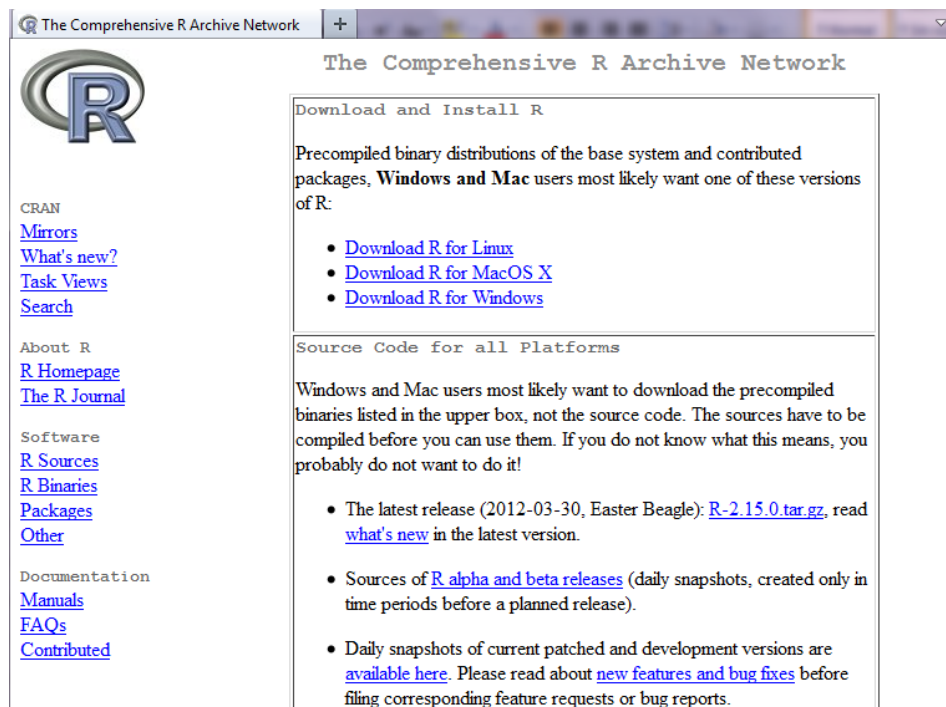 The Comprehensive R Archive Network
+
R
CRAN
Mirrors
What's new?
Task Views
Search
About R
R Homepage
The R Journal
Software
R Sources
R Binaries
Packages
Other
Documentation
Manuals
FAQs
Contributed
The Comprehensive R Archive Network
Download and Install R
Precompiled binary distributions of the base system and contributed
packages, Windows and Mac users most likely want one of these versions
of R:
• Download R for Linux
• Download R for MacOS X
• Download R for Windows
Source Code for all Platforms
Windows and Mac users most likely want to download the precompiled
binaries listed in the upper box, not the source code. The sources have to be
compiled before you can use them. If you do not know what this means, you
probably do not want to do it!
• The latest release (2012-03-30, Easter Beagle): R-2.15.0.tar.gz, read
what's new in the latest version.
• Sources of R alpha and beta releases (daily snapshots, created only in
time periods before a planned release).
• Daily snapshots of current patched and development versions are
available here. Please read about new features and bug fixes before
filing corresponding feature requests or bug reports.